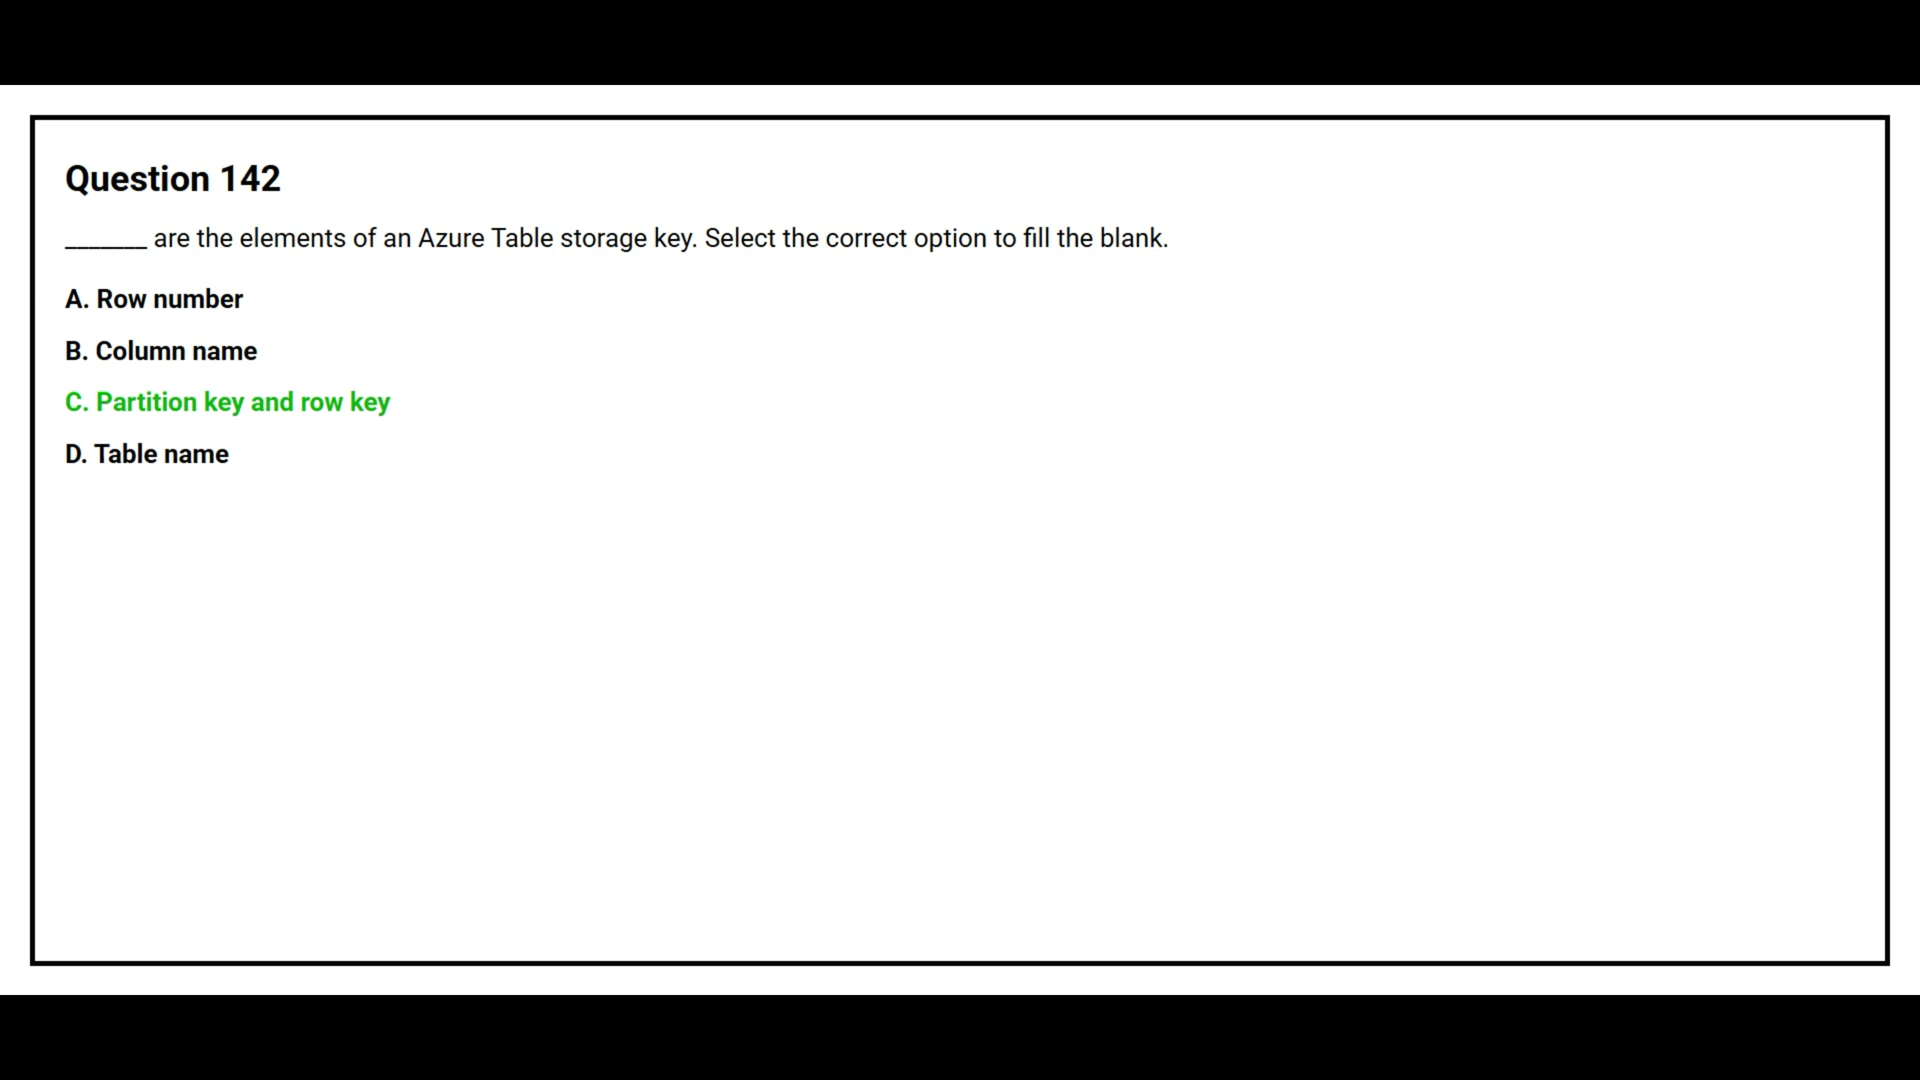 Question 142
_______ are the elements of an Azure Table storage key. Select the correct option to fill the blank.
A. Row number
B. Column name
C. Partition key and row key
D. Table name